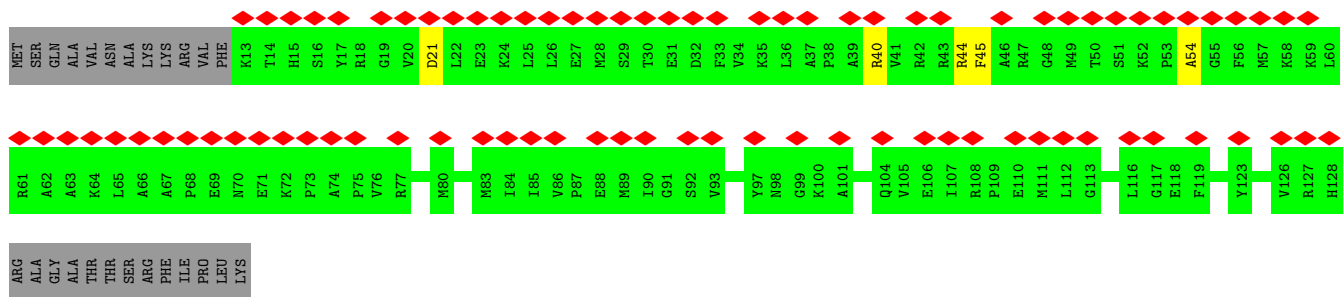 MET SER GLN ALA VAL ASN ALA LYS LYS ARG VAL PHE K13 T14 H15 S16 Y17 R18 G19 V20 D21 L22 E23 K24 L25 L26 E27 M28 S29 T30 E31 D32 F33 V34 K35 L36 A37 P38 A39 R40 V41 R42 R43 R44 F45 A46 R47 G48 M49 T50 S51 K52 P53 A54 G55 F56 M57 K58 K59 L60
R61 A62 A63 K64 L65 A66 A67 P68 E69 N70 E71 K72 P73 A74 P75 V76 R77 M80 M83 I84 I85 V86 P87 E88 M89 I90 G91 S92 V93 Y97 N98 G99 K100 A101 Q104 V105 E106 I107 R108 P109 E110 M111 L112 G113 L116 G117 E118 F119 Y123 V126 R127 H128
ARG ALA GLY ALA THR THR SER ARG PHE ILE PRO LEU LYS